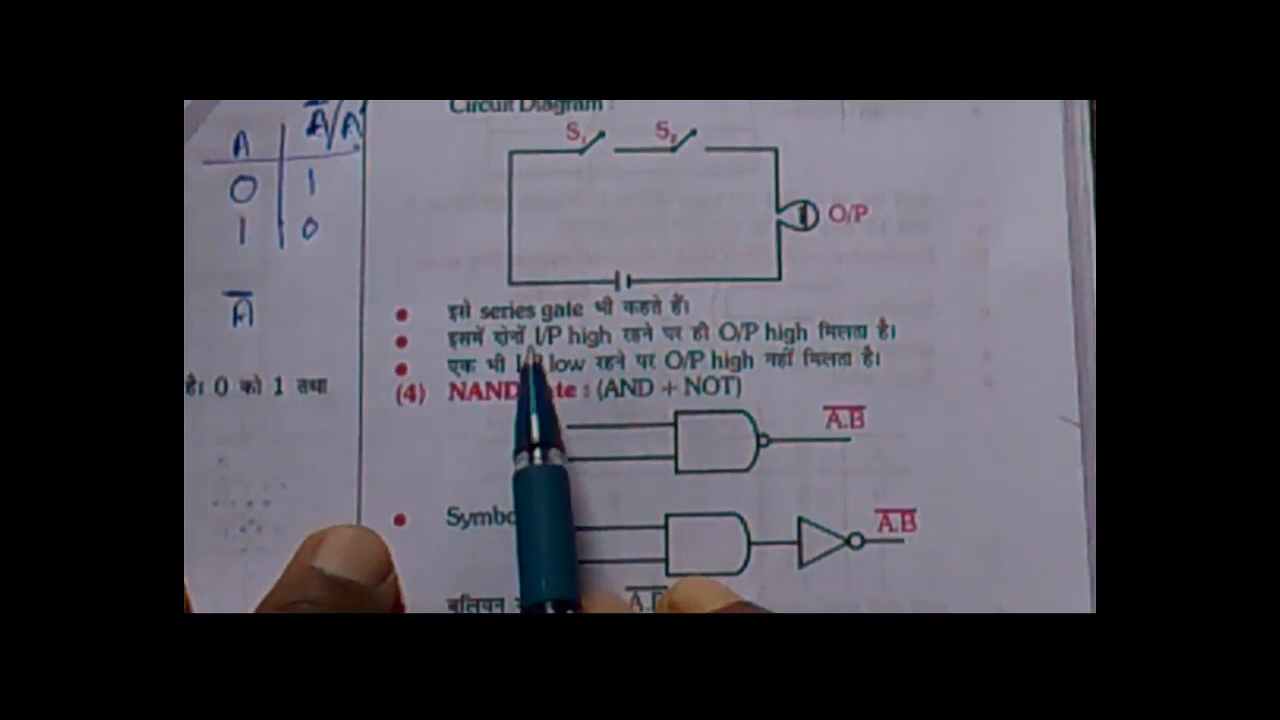 A | A̅/A'
0 | 1
1 | 0
A̅
है। 0 को 1 तथा
Circuit Diagram :
S₁ S₂
O/P
• इसे series gate भी कहते हैं।
• इसमें दोनों I/P high रहने पर ही O/P high मिलता है।
• एक भी low रहने पर O/P high नहीं मिलता है।
(4) NAND : (AND + NOT)
A̅.̅B̅
•
A̅.̅B̅